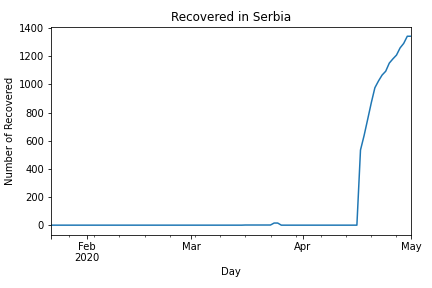 Recovered in Serbia
Number of Recovered
1400
1200
1000
800
600
400
200
0
Feb
2020
Mar
Apr
May
Day